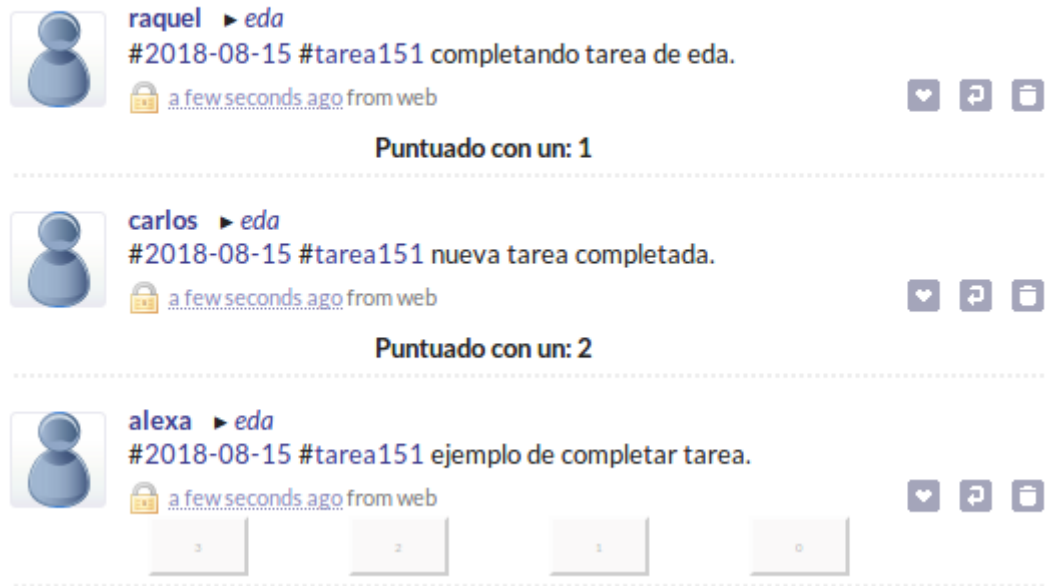 raquel ▸ eda
#2018-08-15 #tarea151 completando tarea de eda.
a few seconds ago from web
Puntuado con un: 1
carlos ▸ eda
#2018-08-15 #tarea151 nueva tarea completada.
a few seconds ago from web
Puntuado con un: 2
alexa ▸ eda
#2018-08-15 #tarea151 ejemplo de completar tarea.
a few seconds ago from web
3 2 1 0